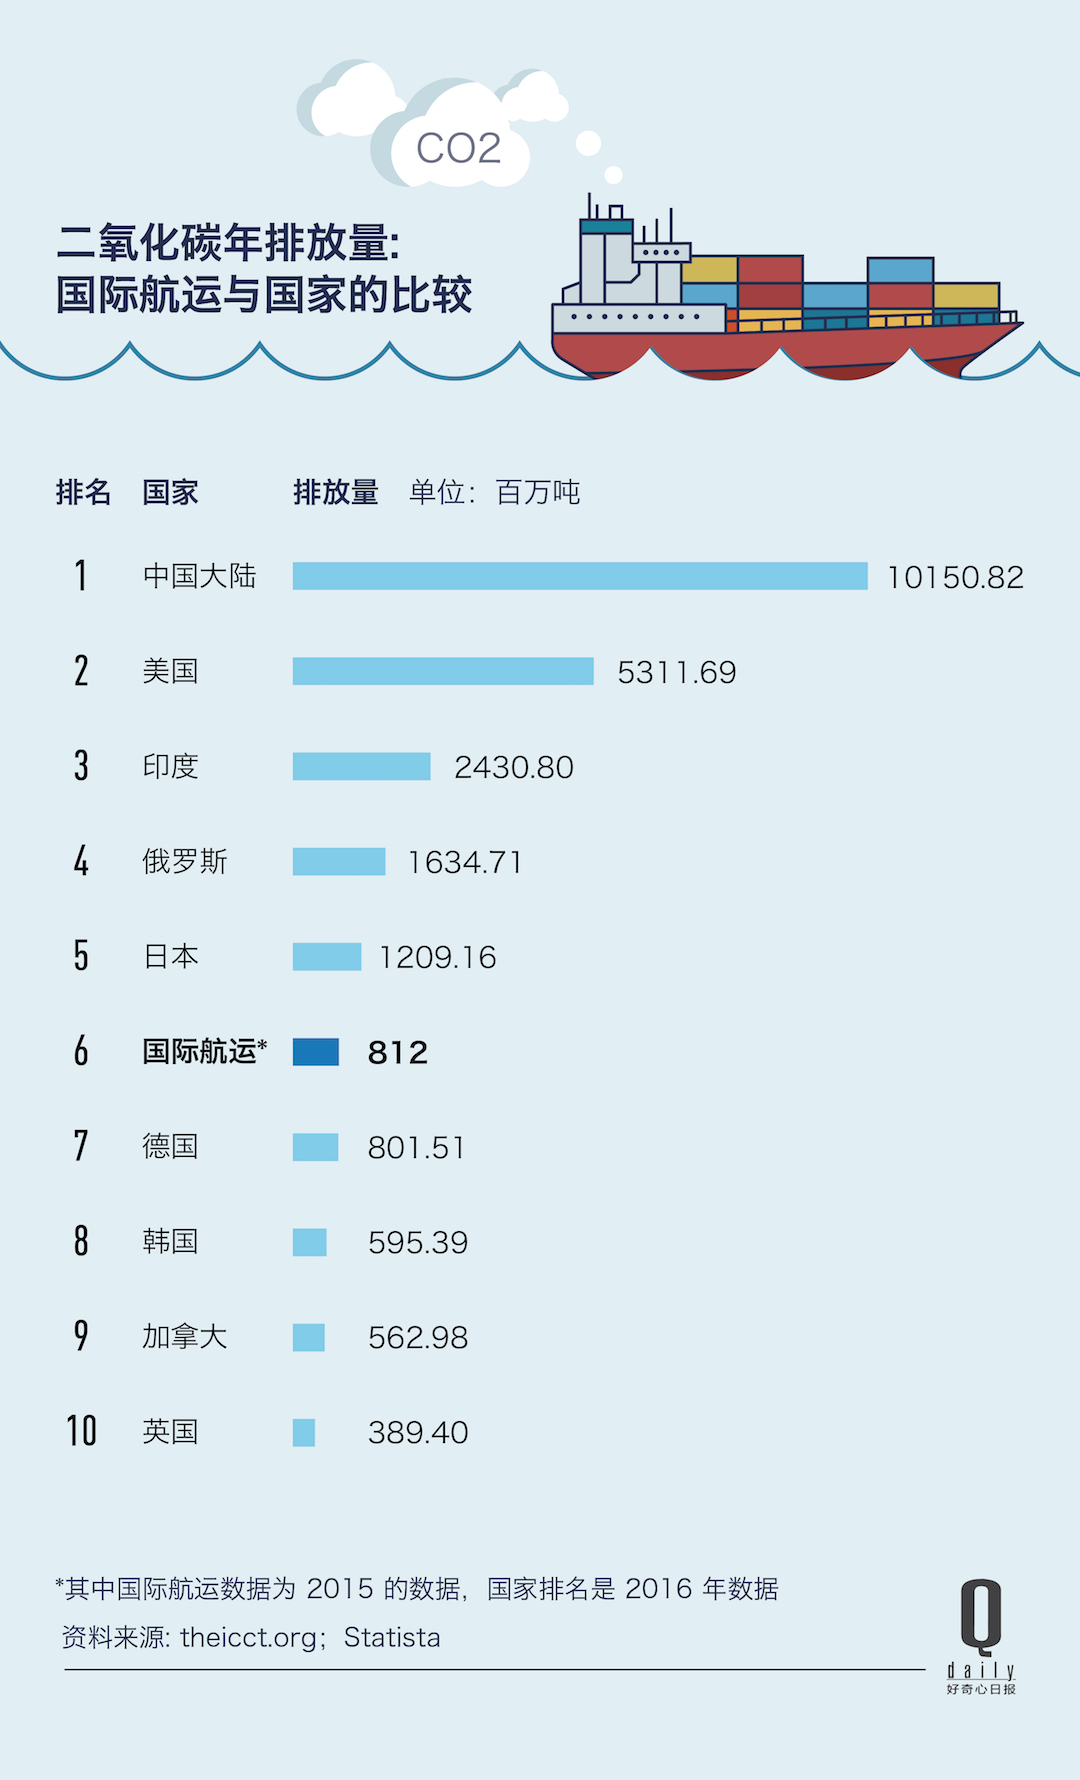 CO2
二氧化碳年排放量:
国际航运与国家的比较
排名 国家 排放量 单位：百万吨
1 中国大陆 10150.82
2 美国 5311.69
3 印度 2430.80
4 俄罗斯 1634.71
5 日本 1209.16
6 国际航运* 812
7 德国 801.51
8 韩国 595.39
9 加拿大 562.98
10 英国 389.40
*其中国际航运数据为 2015 的数据，国家排名是 2016 年数据
资料来源: theicct.org；Statista
Q
daily
好奇心日报